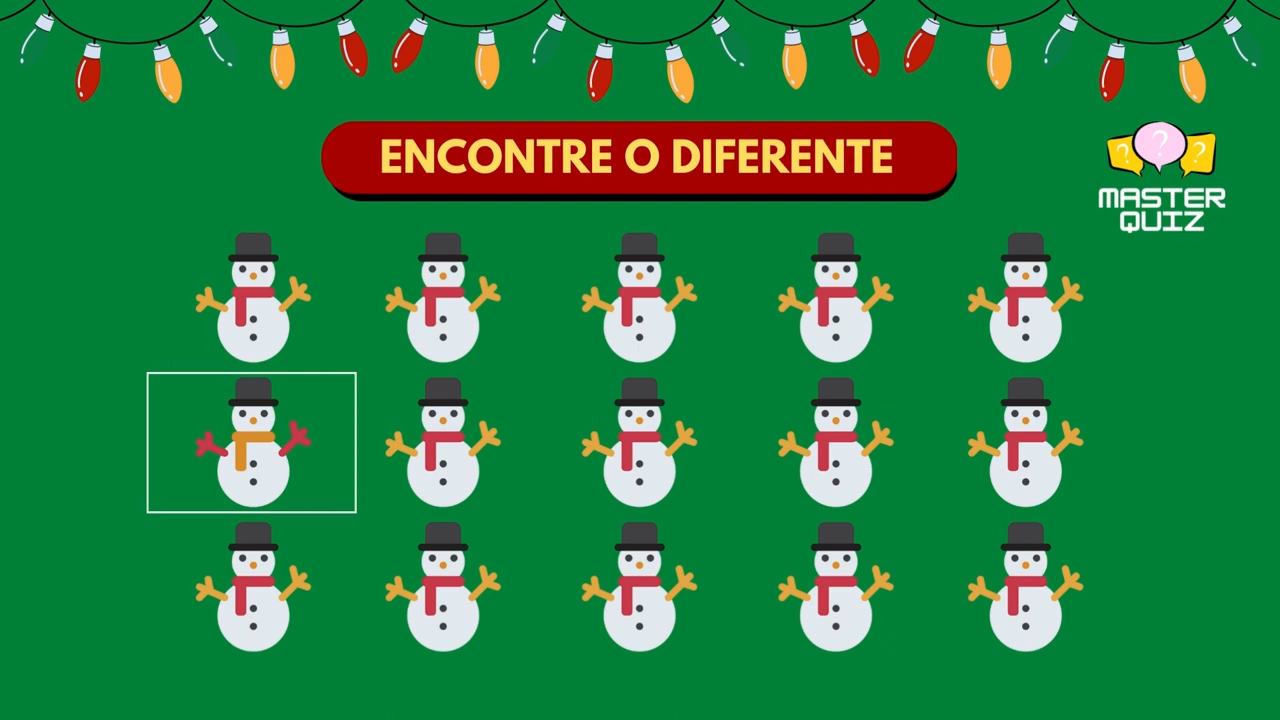 ENCONTRE O DIFERENTE
? ? ?
MASTER
QUIZ